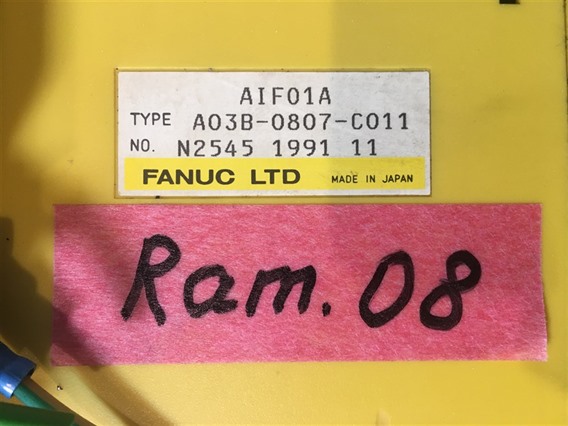 AIF01A
TYPE A03B-0807-C011
NO. N2545 1991 11
FANUC LTD MADE IN JAPAN
Ram. 08